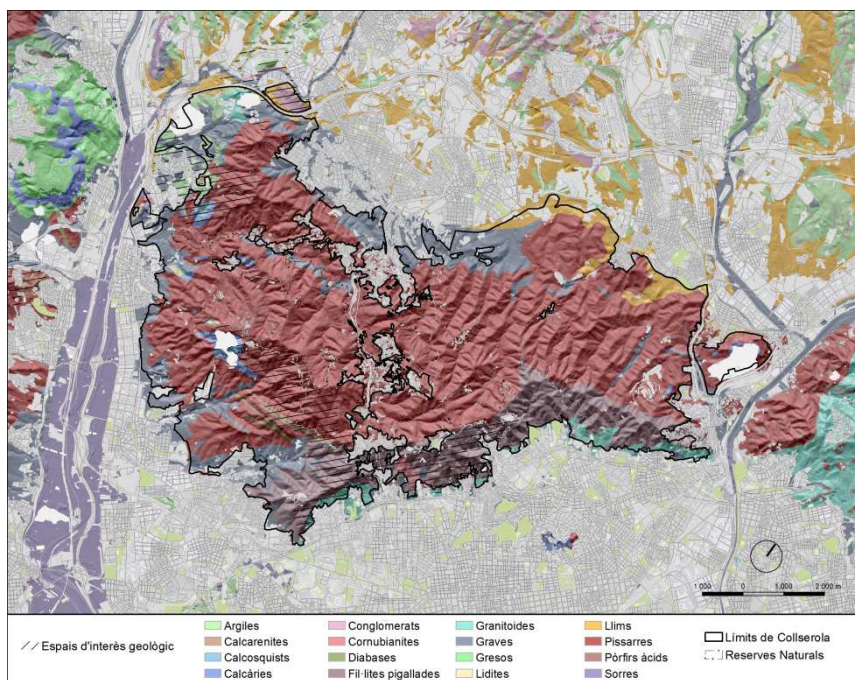 1.000 0 1.000 2.000 m
Espais d'interès geològic
Argiles
Calcarenites
Calcosquists
Calcàries
Conglomerats
Cornubianites
Diabases
Fil·lites pigallades
Granitoides
Graves
Gresos
Lidites
Llims
Pissarres
Pòrfirs àcids
Sorres
Límits de Collserola
Reserves Naturals